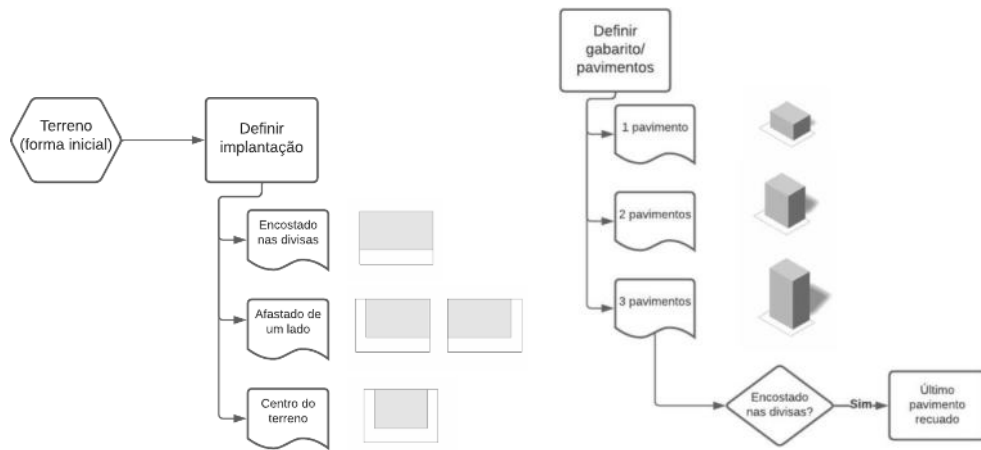 Terreno
(forma inicial)
Definir
implantação
Encostado
nas divisas
Afastado de
um lado
Centro do
terreno
Definir
gabarito/
pavimentos
1 pavimento
2 pavimentos
3 pavimentos
Encostado
nas divisas?
Sim
Último
pavimento
recuado